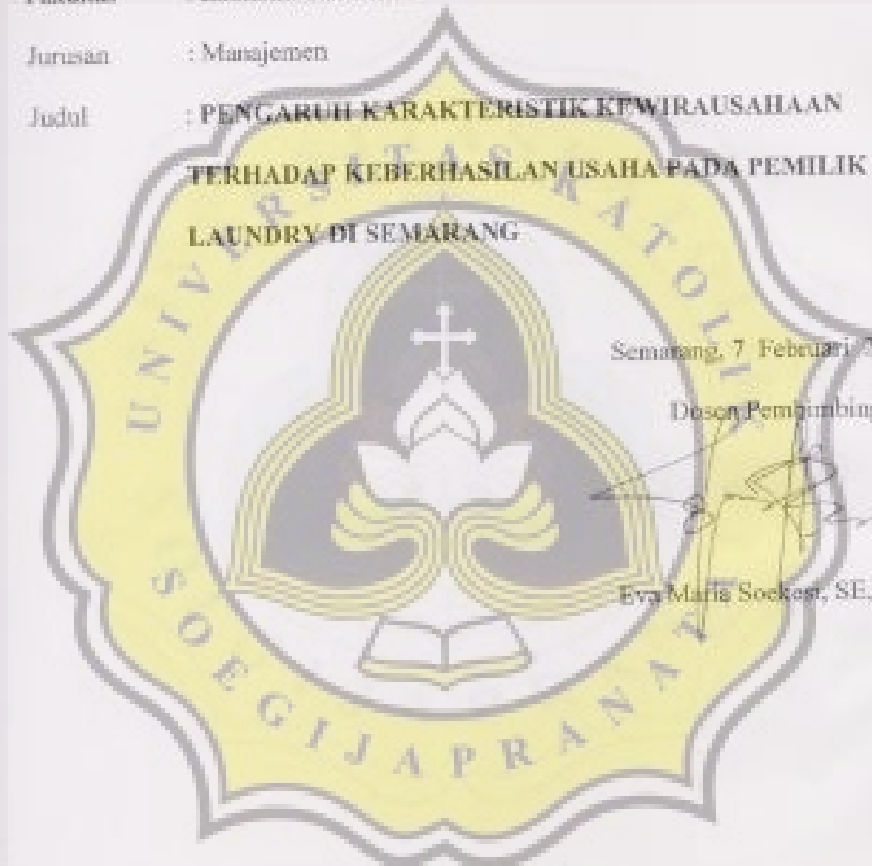 Jurusan : Manajemen
Judul : PENGARUH KARAKTERISTIK KEWIRAUSAHAAN
TERHADAP KEBERHASILAN USAHA PADA PEMILIK
LAUNDRY DI SEMARANG
UNIVERSITAS KATOLIK
Semarang, 7 Februari
Dosen Pembimbing
Eva Maria Soekesi, SE,
SOEGIJAPRANATA